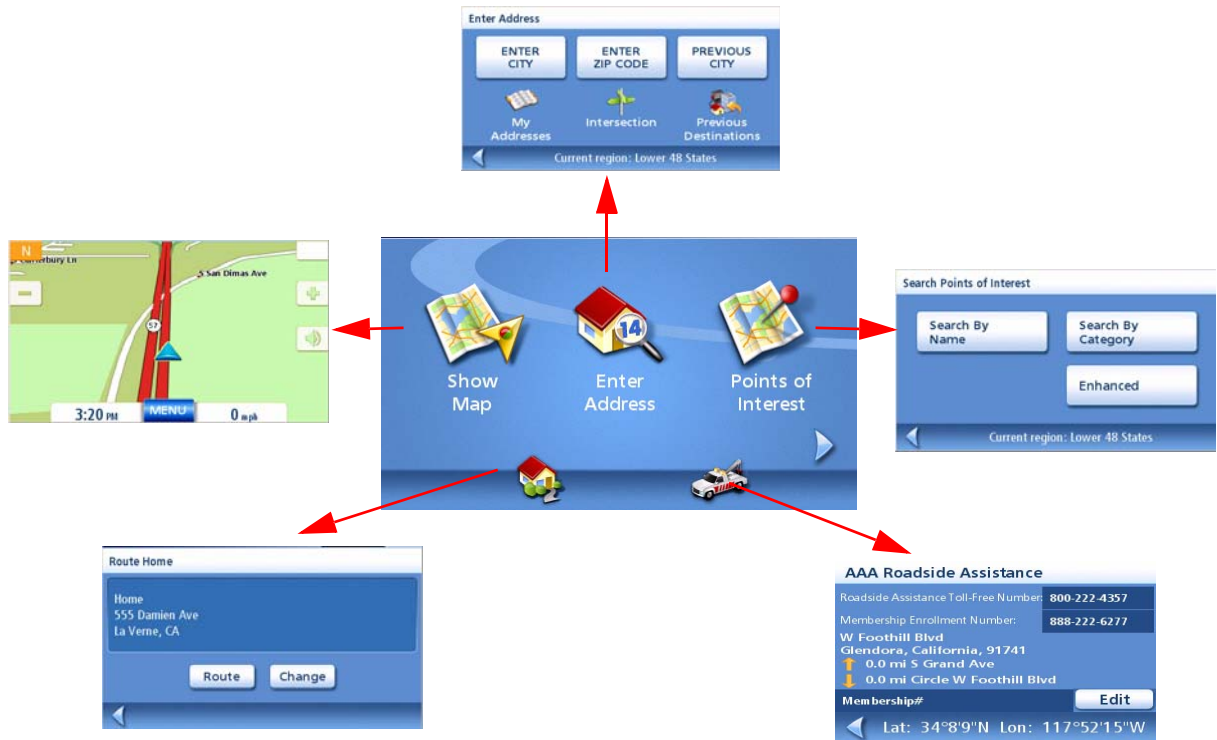 Enter Address
ENTER CITY
ENTER ZIP CODE
PREVIOUS CITY
My Addresses
Intersection
Previous Destinations
Current region: Lower 48 States
N
S San Dimas Ave
57
3:20 PM
MENU
0 mph
Show Map
14
Enter Address
Points of Interest
Search Points of Interest
Search By Name
Search By Category
Enhanced
Current region: Lower 48 States
Route Home
Home
555 Damien Ave
La Verne, CA
Route
Change
AAA Roadside Assistance
Roadside Assistance Toll-Free Number: 800-222-4357
Membership Enrollment Number: 888-222-6277
W Foothill Blvd
Glendora, California, 91741
0.0 mi S Grand Ave
0.0 mi Circle W Foothill Blvd
Membership#
Edit
Lat: 34°8'9"N Lon: 117°52'15"W